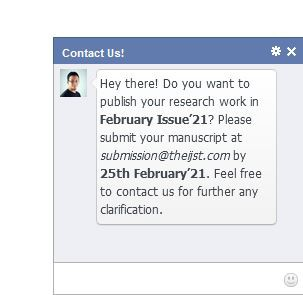 Contact Us!
Hey there! Do you want to
publish your research work in
February Issue'21? Please
submit your manuscript at
submission@theijst.com by
25th February'21. Feel free
to contact us for further any
clarification.